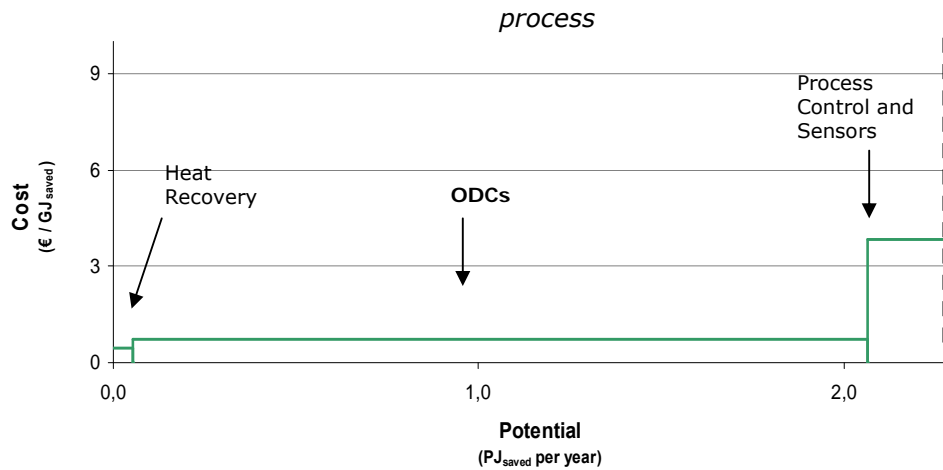 process
9
6
3
0
Cost
(€ / GJsaved)
Heat
Recovery
ODCs
Process
Control and
Sensors
0,0
1,0
2,0
Potential
(PJsaved per year)